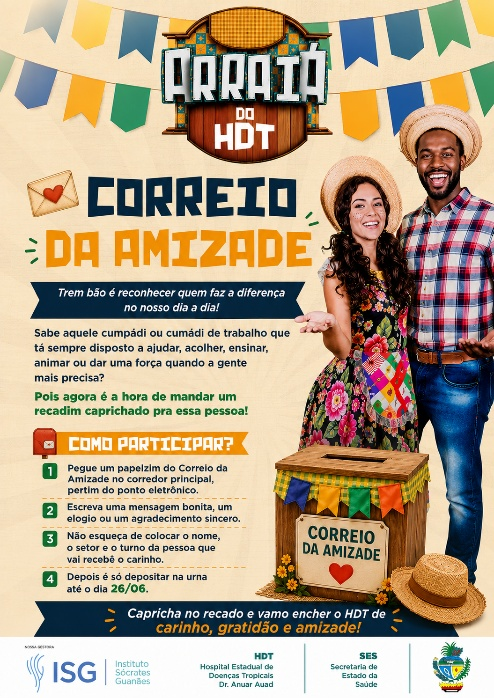 ARRAIÁ
DO
HDT
CORREIO
DA AMIZADE
Trem bão é reconhecer quem faz a diferença
no nosso dia a dia!
Sabe aquele cumpádi ou cumádi de trabalho que
tá sempre disposto a ajudar, acolher, ensinar,
animar ou dar uma força quando a gente
mais precisa?
Pois agora é a hora de mandar um
recadim caprichado pra essa pessoa!
COMO PARTICIPAR?
1 Pegue um papelzim do Correio da
Amizade no corredor principal,
pertim do ponto eletrônico.
2 Escreva uma mensagem bonita, um
elogio ou um agradecimento sincero.
3 Não esqueça de colocar o nome,
o setor e o turno da pessoa que
vai recebê o carinho.
4 Depois é só depositar na urna
até o dia 26/06.
CORREIO
DA AMIZADE
Capricha no recado e vamo encher o HDT de
carinho, gratidão e amizade!
NOSSA GESTORA
ISG
Instituto
Sócrates
Guanães
HDT
Hospital Estadual de
Doenças Tropicais
Dr. Anuar Auad
SES
Secretaria de
Estado da
Saúde